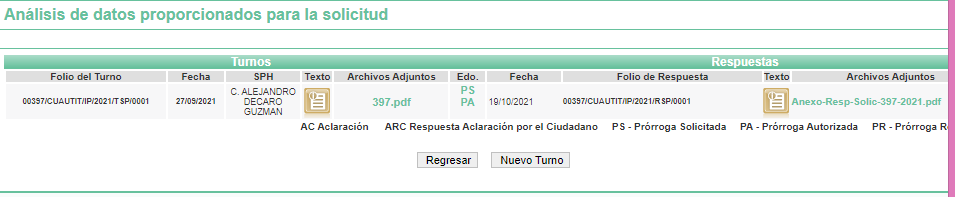 Análisis de datos proporcionados para la solicitud
Turnos Respuestas
Folio del Turno Fecha SPH Texto Archivos Adjuntos Edo. Fecha Folio de Respuesta Texto Archivos Adjuntos
00397/CUAUTIT/IP/2021/TSP/0001 27/09/2021 C. ALEJANDRO DECARO GUZMAN 397.pdf PS PA 19/10/2021 00397/CUAUTIT/IP/2021/RSP/0001 Anexo-Resp-Solic-397-2021.pdf
AC Aclaración ARC Respuesta Aclaración por el Ciudadano PS - Prórroga Solicitada PA - Prórroga Autorizada PR - Prórroga R
Regresar Nuevo Turno